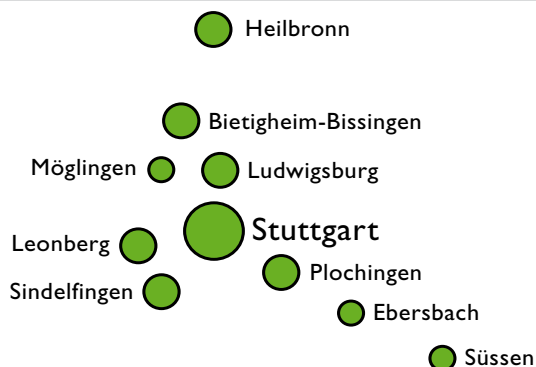 Heilbronn
Bietigheim-Bissingen
Möglingen
Ludwigsburg
Stuttgart
Leonberg
Plochingen
Sindelfingen
Ebersbach
Süssen